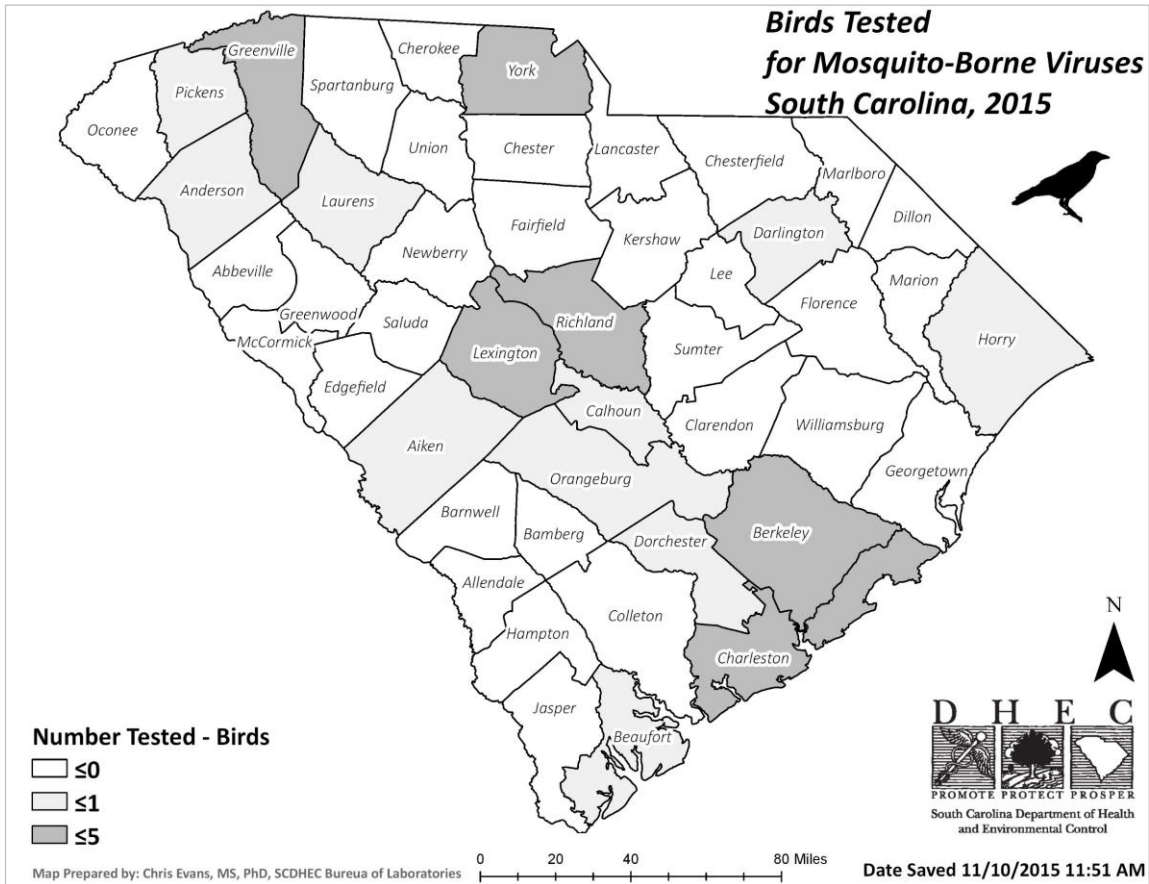 Birds Tested
for Mosquito-Borne Viruses
South Carolina, 2015
Greenville
Cherokee
York
Spartanburg
Pickens
Oconee
Union
Chester
Lancaster
Chesterfield
Marlboro
Anderson
Laurens
Dillon
Fairfield
Darlington
Kershaw
Newberry
Lee
Abbeville
Marion
Florence
Greenwood
Saluda
Richland
McCormick
Lexington
Sumter
Horry
Edgefield
Calhoun
Clarendon
Williamsburg
Aiken
Orangeburg
Georgetown
Barnwell
Bamberg
Dorchester
Berkeley
Allendale
Colleton
Hampton
Charleston
Jasper
Beaufort
N
D H E C
PROMOTE PROTECT PROSPER
South Carolina Department of Health
and Environmental Control
Number Tested - Birds
≤0
≤1
≤5
Map Prepared by: Chris Evans, MS, PhD, SCDHEC Bureua of Laboratories
0 20 40 80 Miles
Date Saved 11/10/2015 11:51 AM